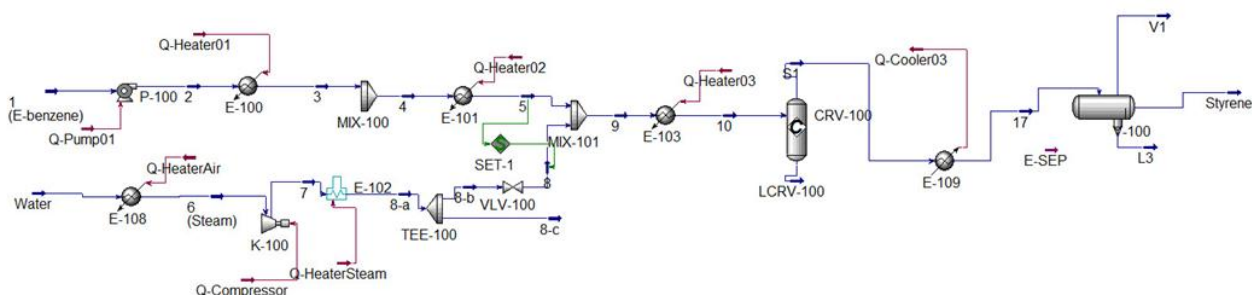 V1
Q-Heater01
Q-Heater02
Q-Heater03
S1
Q-Cooler03
1
(E-benzene)
P-100
2
E-100
3
MIX-100
4
E-101
5
MIX-101
9
E-103
10
CRV-100
17
Styrene
-100
Q-Pump01
SET-1
E-109
E-SEP
L3
Q-HeaterAir
8
LCRV-100
Water
E-108
6
(Steam)
7
E-102
8-a
8-b
VLV-100
K-100
TEE-100
8-c
Q-HeaterSteam
Q-Compressor